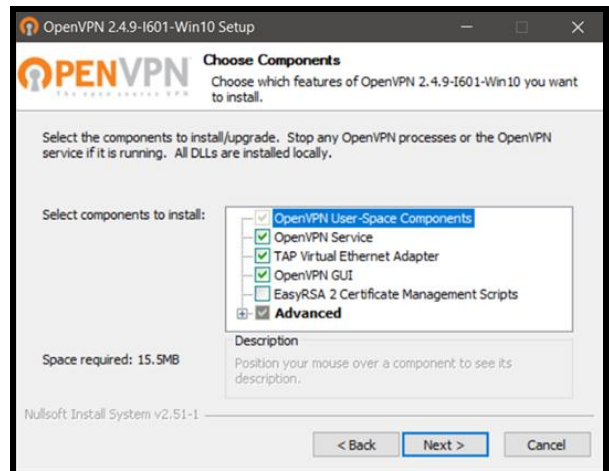 OpenVPN 2.4.9-I601-Win10 Setup
OPENVPN
The open source VPN
Choose Components
Choose which features of OpenVPN 2.4.9-I601-Win10 you want
to install.
Select the components to install/upgrade. Stop any OpenVPN processes or the OpenVPN
service if it is running. All DLLs are installed locally.
Select components to install:
OpenVPN User-Space Components
OpenVPN Service
TAP Virtual Ethernet Adapter
OpenVPN GUI
EasyRSA 2 Certificate Management Scripts
Advanced
Space required: 15.5MB
Description
Position your mouse over a component to see its
description.
Nullsoft Install System v2.51-1
< Back
Next >
Cancel